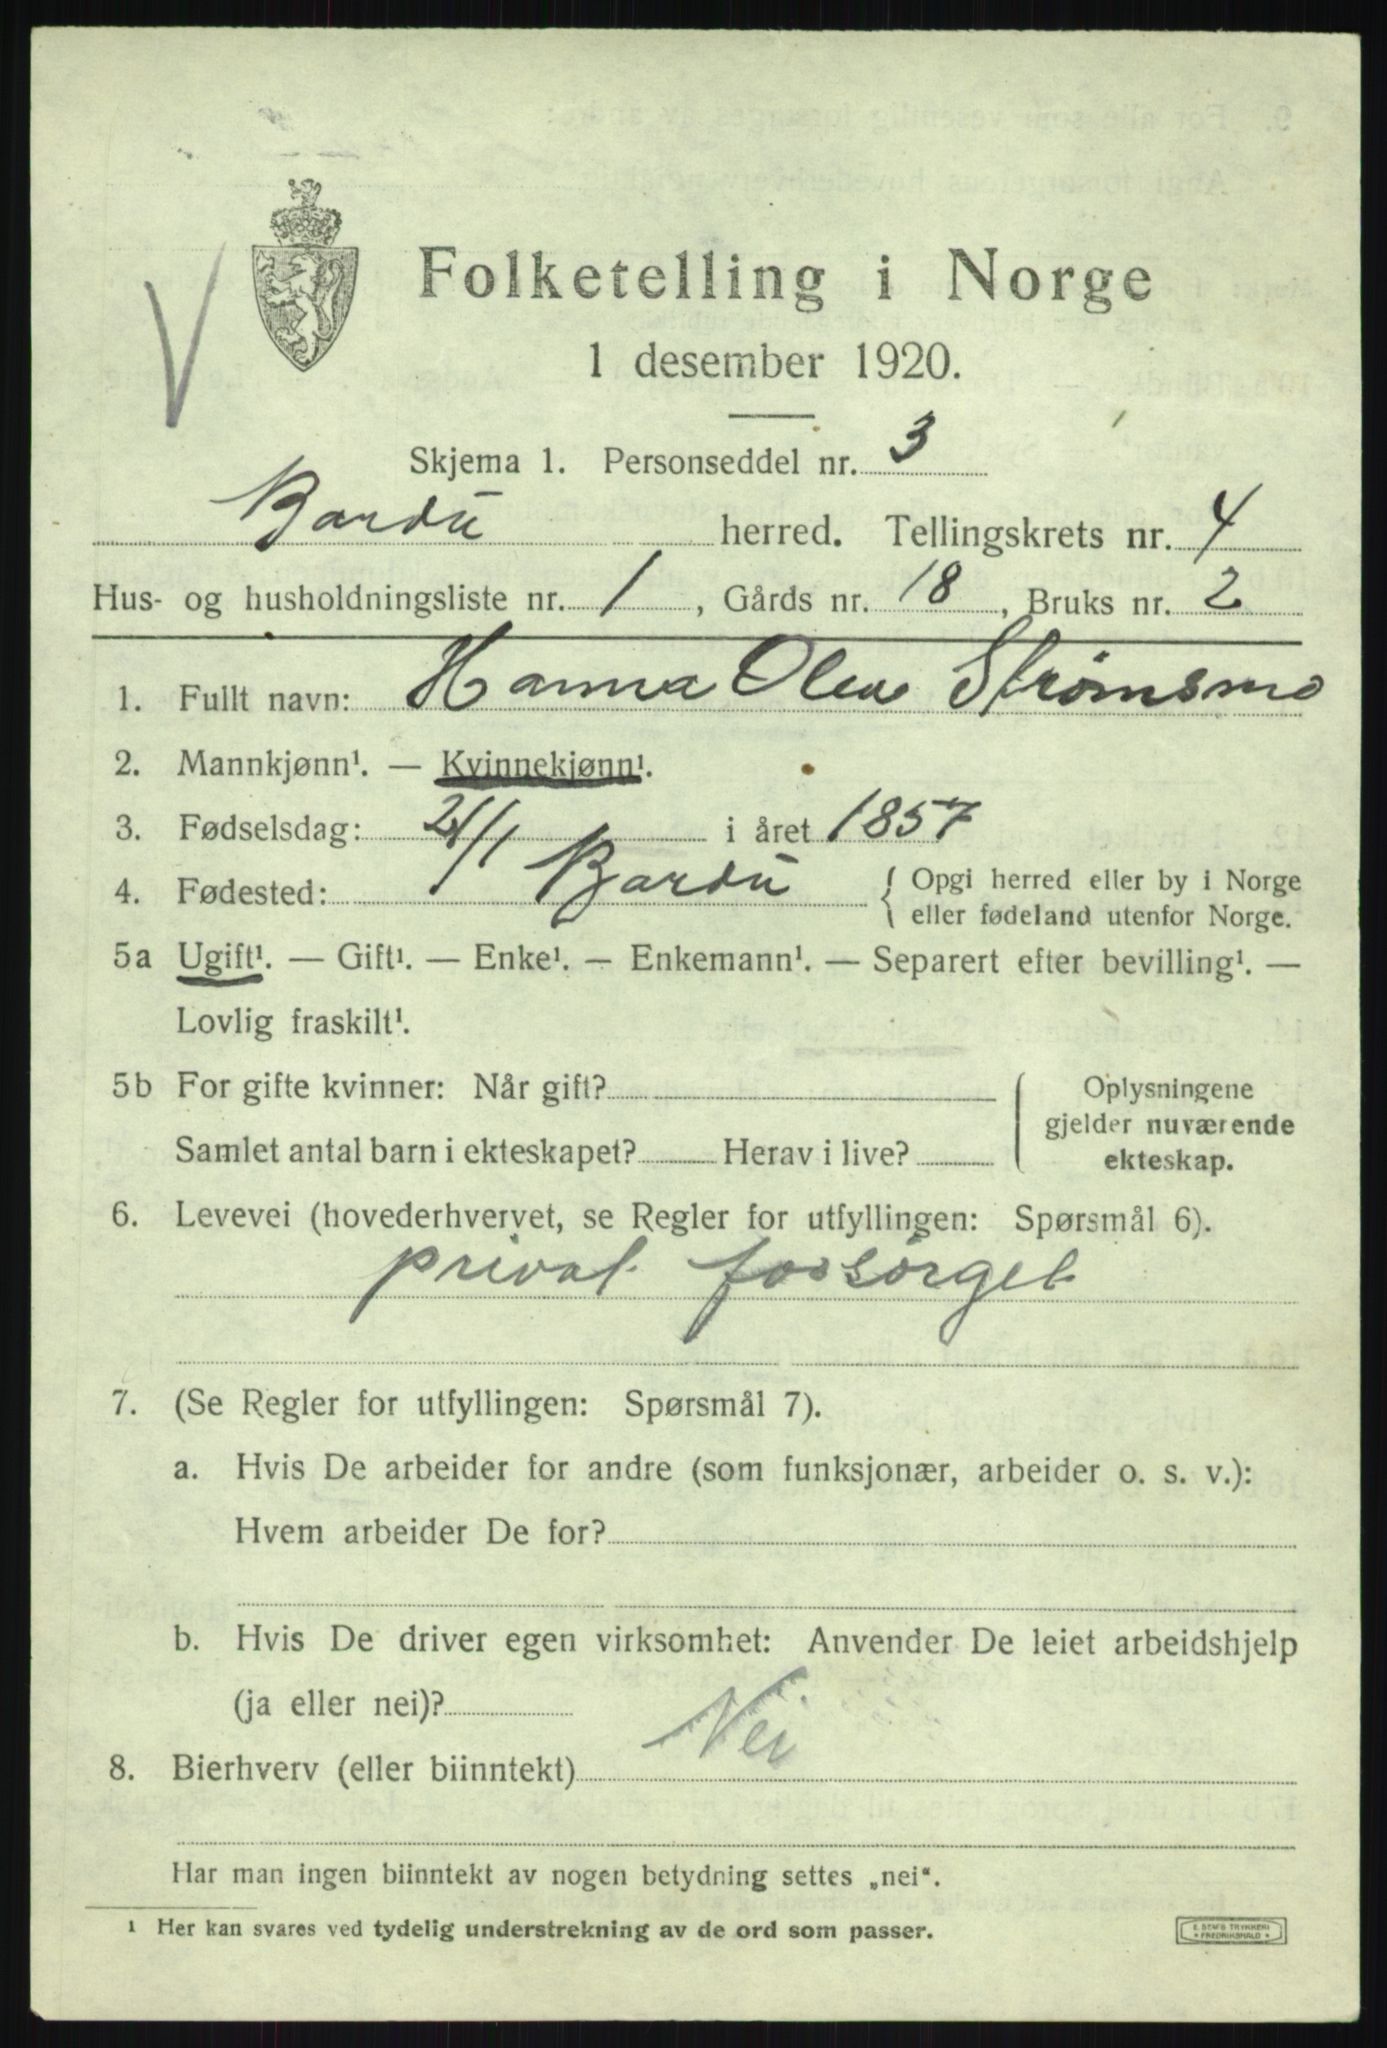 Folketelling i Norge
1 desember 1920.
Skjema 1. Personseddel nr. 3
Bardu herred. Tellingskrets nr. 4
Hus- og husholdningsliste nr. 1, Gårds nr. 18, Bruks nr. 2
1. Fullt navn: Hanna Olea Strømsmo
2. Mannkjønn¹. — Kvinnekjønn¹.
3. Fødselsdag: 21/1 i året 1857
4. Fødested: Bardu { Opgi herred eller by i Norge
eller fødeland utenfor Norge.
5a Ugift¹. — Gift¹. — Enke¹. — Enkemann¹. — Separert efter bevilling¹. —
Lovlig fraskilt¹.
5b For gifte kvinner: Når gift?
Samlet antal barn i ekteskapet? Herav i live?
Oplysningene
gjelder nuværende
ekteskap.
6. Levevei (hovederhvervet, se Regler for utfyllingen: Spørsmål 6).
privat forsørget
7. (Se Regler for utfyllingen: Spørsmål 7).
a. Hvis De arbeider for andre (som funksjonær, arbeider o. s. v.):
Hvem arbeider De for?
b. Hvis De driver egen virksomhet: Anvender De leiet arbeidshjelp
(ja eller nei)?
8. Bierhverv (eller biinntekt) Nei
Har man ingen biinntekt av nogen betydning settes „nei“.
¹ Her kan svares ved tydelig understrekning av de ord som passer.
E. SEMS TRYKKERI
* FREDRIKSHALD *